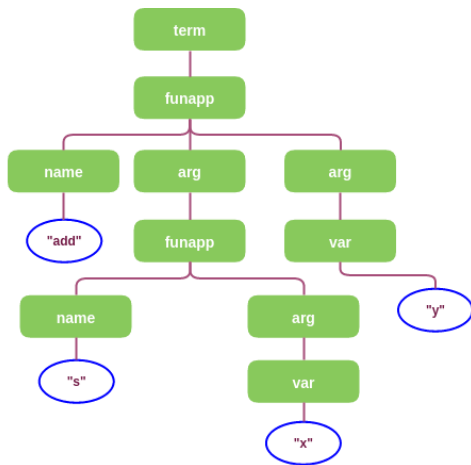 term
funapp
name arg arg
"add" funapp var
name arg "y"
"s" var
"x"